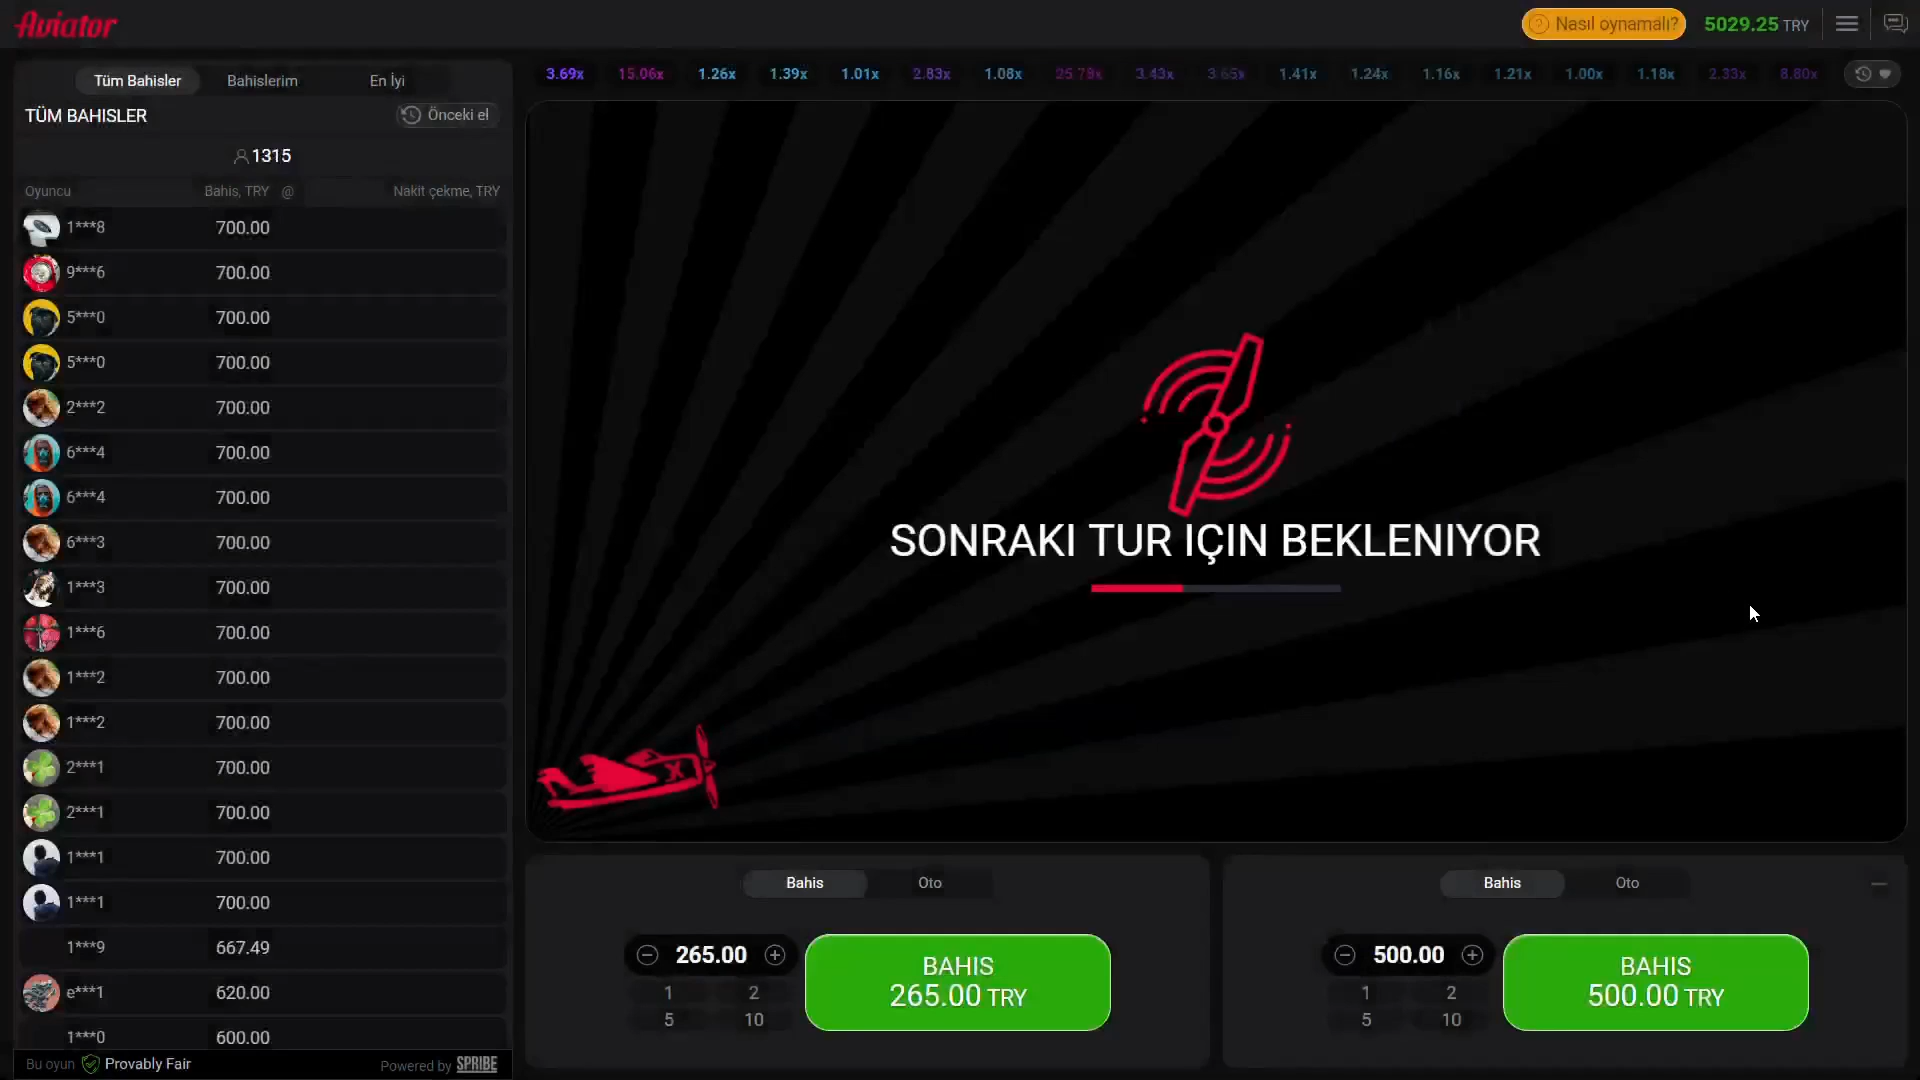 Aviator
Nasıl oynamalı?
5029.25 TRY
Tüm Bahisler
Bahislerim
En İyi
3.69x 15.06x 1.26x 1.39x 1.01x 2.83x 1.08x 25.79x 3.43x 3.65x 1.41x 1.24x 1.16x 1.21x 1.00x 1.18x 2.33x 8.80x
TÜM BAHISLER
Önceki el
1315
Oyuncu Bahis, TRY @ Nakit çekme, TRY
1***8 700.00
9***6 700.00
5***0 700.00
5***0 700.00
2***2 700.00
6***4 700.00
6***4 700.00
6***3 700.00
1***3 700.00
1***6 700.00
1***2 700.00
1***2 700.00
2***1 700.00
2***1 700.00
1***1 700.00
1***1 700.00
1***9 667.49
e***1 620.00
1***0 600.00
Bu oyun Provably Fair
Powered by SPRIBE
SONRAKI TUR IÇIN BEKLENIYOR
X
Bahis Oto
265.00
1 2
5 10
BAHIS
265.00 TRY
Bahis Oto
500.00
1 2
5 10
BAHIS
500.00 TRY